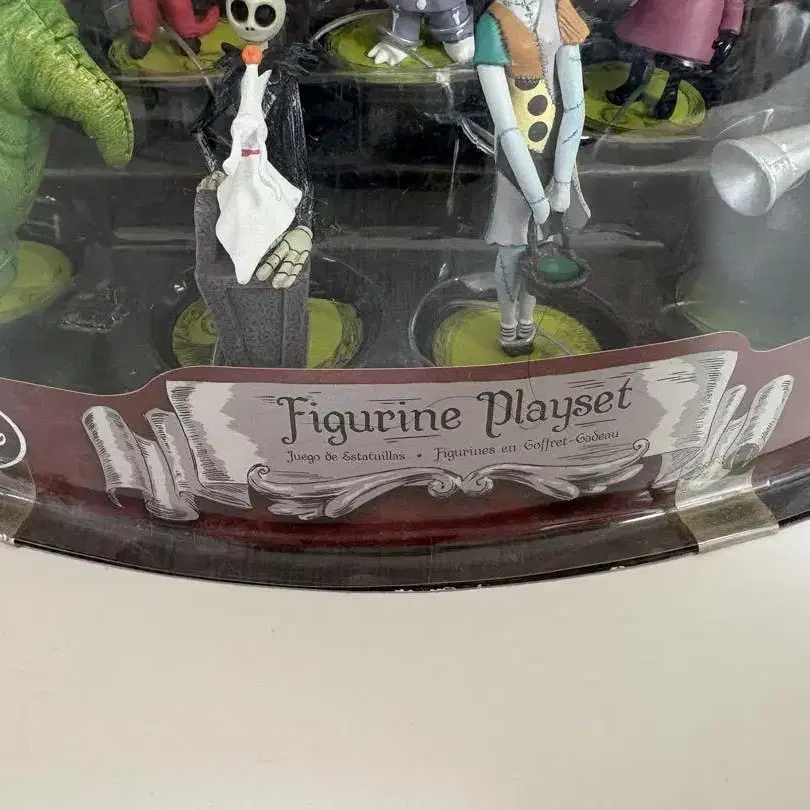 Figurine Playset
Juego de Estatuillas • Figurines en Coffret-Cadeau